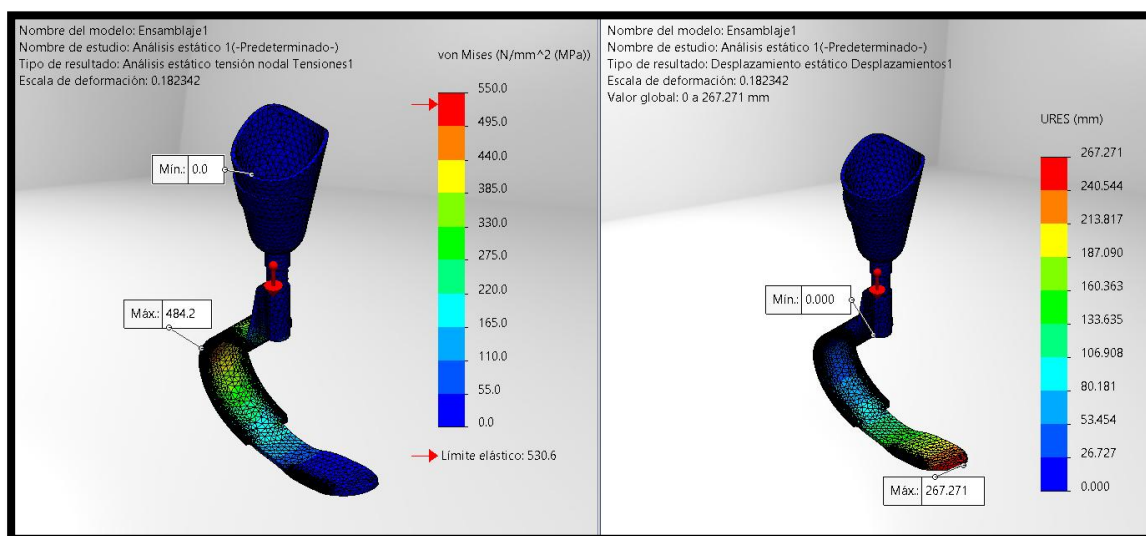 Nombre del modelo: Ensamblaje1
Nombre de estudio: Análisis estático 1(-Predeterminado-)
Tipo de resultado: Análisis estático tensión nodal Tensiones1
Escala de deformación: 0.182342
von Mises (N/mm^2 (MPa))
550.0
495.0
440.0
385.0
330.0
275.0
220.0
165.0
110.0
55.0
0.0
Límite elástico: 530.6
Mín.: 0.0
Máx.: 484.2
Nombre del modelo: Ensamblaje1
Nombre de estudio: Análisis estático 1(-Predeterminado-)
Tipo de resultado: Desplazamiento estático Desplazamientos1
Escala de deformación: 0.182342
Valor global: 0 a 267.271 mm
URES (mm)
267.271
240.544
213.817
187.090
160.363
133.635
106.908
80.181
53.454
26.727
0.000
Mín.: 0.000
Máx.: 267.271